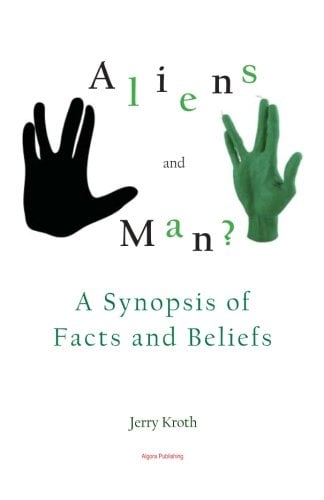 Aliens
and
Man?
A Synopsis of
Facts and Beliefs
Jerry Kroth
Algora Publishing